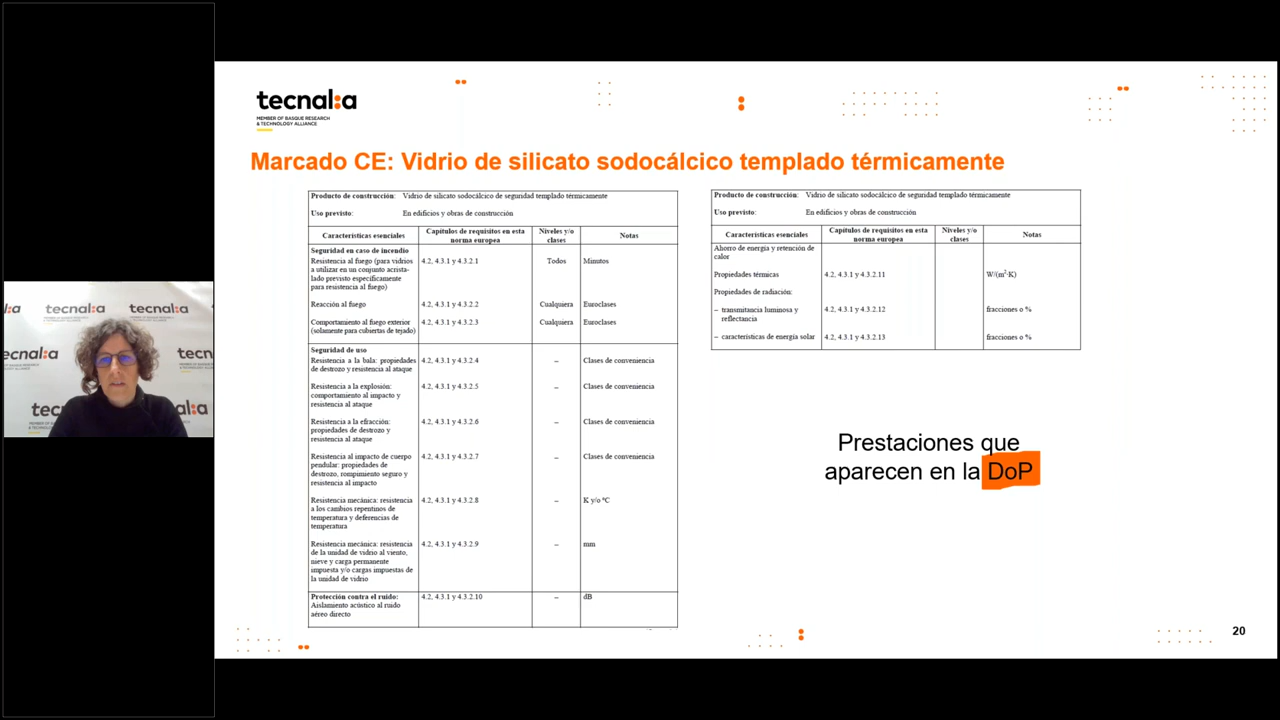 tecnal:a
MEMBER OF BASQUE RESEARCH
& TECHNOLOGY ALLIANCE
Marcado CE: Vidrio de silicato sodocálcico templado térmicamente
Producto de construcción: Vidrio de silicato sodocálcico de seguridad templado térmicamente
Uso previsto: En edificios y obras de construcción
Características esenciales
Capítulos de requisitos en esta
norma europea
Niveles y/o
clases
Notas
Seguridad en caso de incendio
Resistencia al fuego (para vidrios
a utilizar en un conjunto acrista-
lado previsto específicamente
para resistencia al fuego)
4.2, 4.3.1 y 4.3.2.1
Todos
Minutos
Reacción al fuego
4.2, 4.3.1 y 4.3.2.2
Cualquiera
Euroclases
Comportamiento al fuego exterior
(solamente para cubiertas de tejado)
4.2, 4.3.1 y 4.3.2.3
Cualquiera
Euroclases
Seguridad de uso
Resistencia a la bala: propiedades
de destrozo y resistencia al ataque
4.2, 4.3.1 y 4.3.2.4
–
Clases de conveniencia
Resistencia a la explosión:
comportamiento al impacto y
resistencia al ataque
4.2, 4.3.1 y 4.3.2.5
–
Clases de conveniencia
Resistencia a la efracción:
propiedades de destrozo y
resistencia al ataque
4.2, 4.3.1 y 4.3.2.6
–
Clases de conveniencia
Resistencia al impacto de cuerpo
pendular: propiedades de
destrozo, rompimiento seguro y
resistencia al impacto
4.2, 4.3.1 y 4.3.2.7
–
Clases de conveniencia
Resistencia mecánica: resistencia
a los cambios repentinos de
temperatura y deferencias de
temperatura
4.2, 4.3.1 y 4.3.2.8
–
K y/o ºC
Resistencia mecánica: resistencia
de la unidad de vidrio al viento,
nieve y carga permanente
impuesta y/o cargas impuestas de
la unidad de vidrio
4.2, 4.3.1 y 4.3.2.9
–
mm
Protección contra el ruido:
Aislamiento acústico al ruido
aéreo directo
4.2, 4.3.1 y 4.3.2.10
–
dB
Producto de construcción: Vidrio de silicato sodocálcico de seguridad templado térmicamente
Uso previsto: En edificios y obras de construcción
Características esenciales
Capítulos de requisitos en esta
norma europea
Niveles y/o
clases
Notas
Ahorro de energía y retención de
calor
Propiedades térmicas
4.2, 4.3.1 y 4.3.2.11
W/(m²·K)
Propiedades de radiación:
– transmitancia luminosa y
reflectancia
4.2, 4.3.1 y 4.3.2.12
fracciones o %
– características de energía solar
4.2, 4.3.1 y 4.3.2.13
fracciones o %
Prestaciones que
aparecen en la DoP
20
tecnal:a
tecnal:a